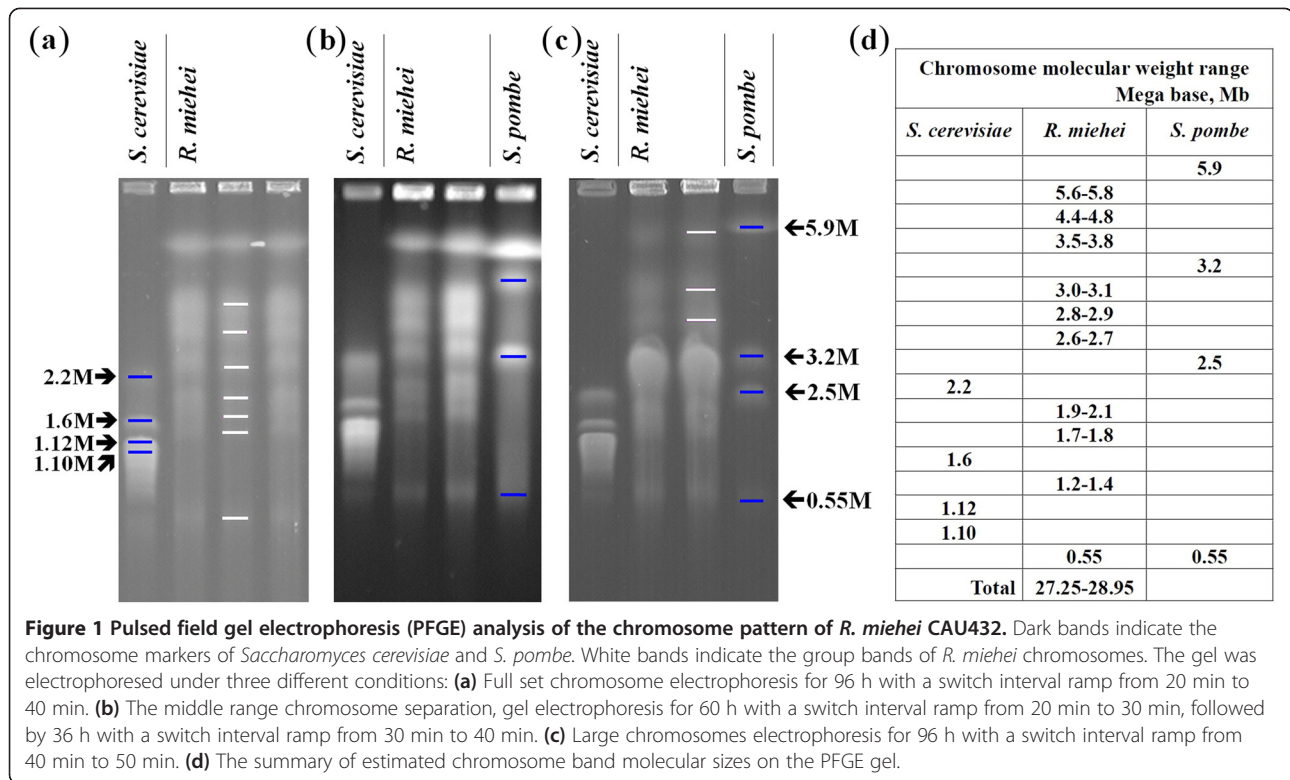 (a)
S. cerevisiae
R. miehei
(b)
S. cerevisiae
R. miehei
S. pombe
(c)
S. cerevisiae
R. miehei
S. pombe
(d)
2.2M→
1.6M→
1.12M→
1.10M↗
←5.9M
←3.2M
←2.5M
←0.55M
Chromosome molecular weight range
Mega base, Mb
S. cerevisiae R. miehei S. pombe
5.9
5.6-5.8
4.4-4.8
3.5-3.8
3.2
3.0-3.1
2.8-2.9
2.6-2.7
2.5
2.2
1.9-2.1
1.7-1.8
1.6
1.2-1.4
1.12
1.10
0.55 0.55
Total 27.25-28.95
Figure 1 Pulsed field gel electrophoresis (PFGE) analysis of the chromosome pattern of R. miehei CAU432. Dark bands indicate the
chromosome markers of Saccharomyces cerevisiae and S. pombe. White bands indicate the group bands of R. miehei chromosomes. The gel was
electrophoresed under three different conditions: (a) Full set chromosome electrophoresis for 96 h with a switch interval ramp from 20 min to
40 min. (b) The middle range chromosome separation, gel electrophoresis for 60 h with a switch interval ramp from 20 min to 30 min, followed
by 36 h with a switch interval ramp from 30 min to 40 min. (c) Large chromosomes electrophoresis for 96 h with a switch interval ramp from
40 min to 50 min. (d) The summary of estimated chromosome band molecular sizes on the PFGE gel.